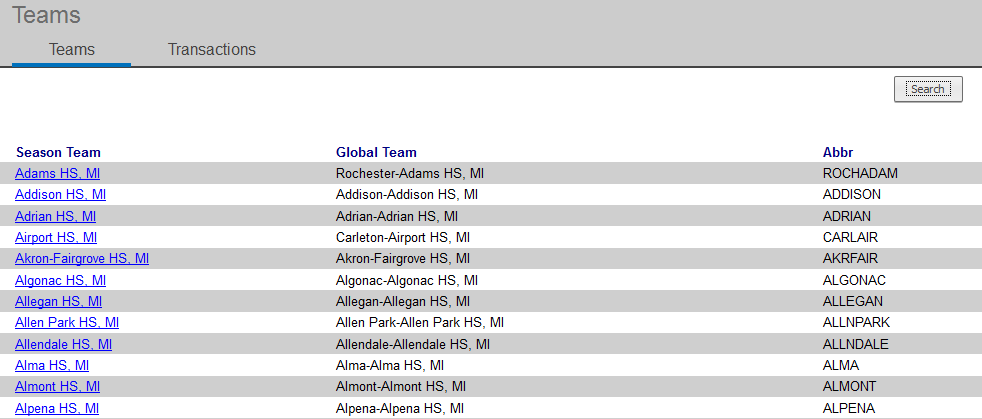 Teams
Teams Transactions
Search
Season Team Global Team Abbr
Adams HS, MI Rochester-Adams HS, MI ROCHADAM
Addison HS, MI Addison-Addison HS, MI ADDISON
Adrian HS, MI Adrian-Adrian HS, MI ADRIAN
Airport HS, MI Carleton-Airport HS, MI CARLAIR
Akron-Fairgrove HS, MI Akron-Fairgrove HS, MI AKRFAIR
Algonac HS, MI Algonac-Algonac HS, MI ALGONAC
Allegan HS, MI Allegan-Allegan HS, MI ALLEGAN
Allen Park HS, MI Allen Park-Allen Park HS, MI ALLNPARK
Allendale HS, MI Allendale-Allendale HS, MI ALLNDALE
Alma HS, MI Alma-Alma HS, MI ALMA
Almont HS, MI Almont-Almont HS, MI ALMONT
Alpena HS, MI Alpena-Alpena HS, MI ALPENA